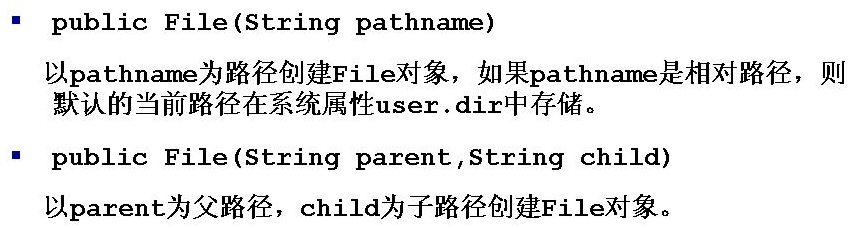 ▪ public File(String pathname)
以pathname为路径创建File对象，如果pathname是相对路径，则
默认的当前路径在系统属性user.dir中存储。
▪ public File(String parent,String child)
以parent为父路径，child为子路径创建File对象。